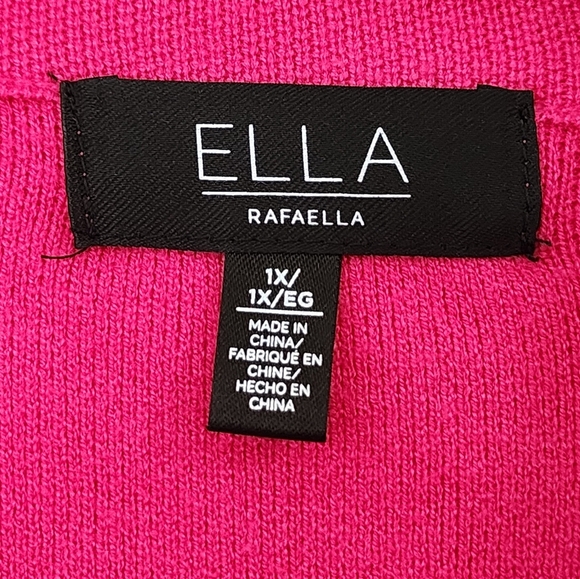 ELLA
RAFAELLA
1X/
1X/EG
MADE IN
CHINA/
FABRIQUÉ EN
CHINE/
HECHO EN
CHINA